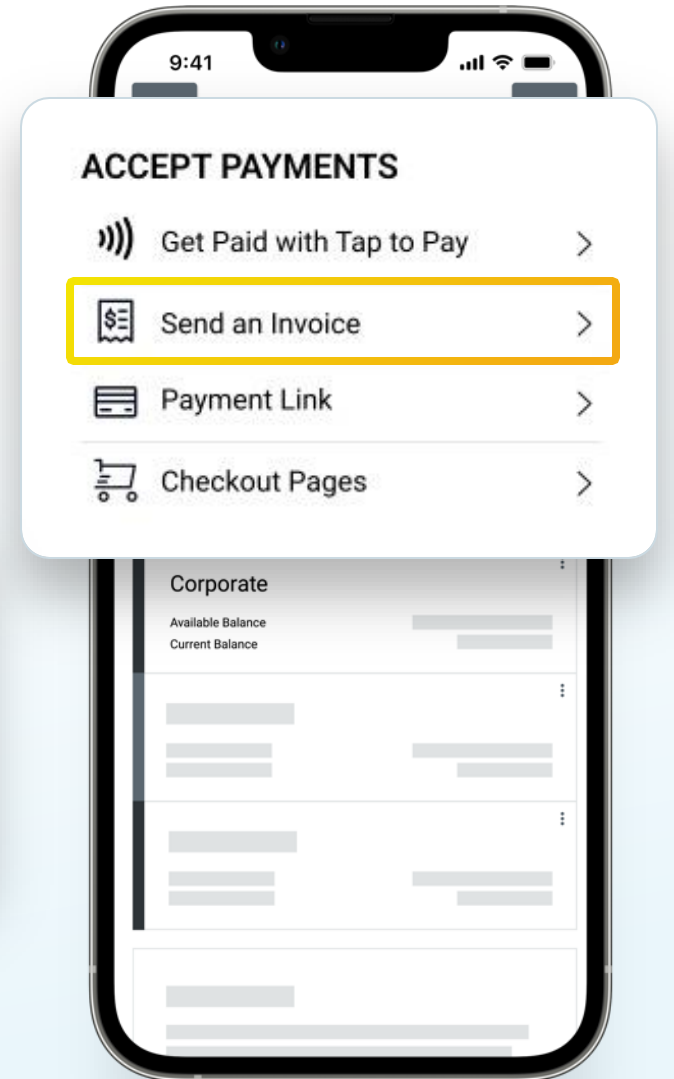 9:41
ACCEPT PAYMENTS
Get Paid with Tap to Pay
$ Send an Invoice
Payment Link
Checkout Pages
Corporate
Available Balance
Current Balance